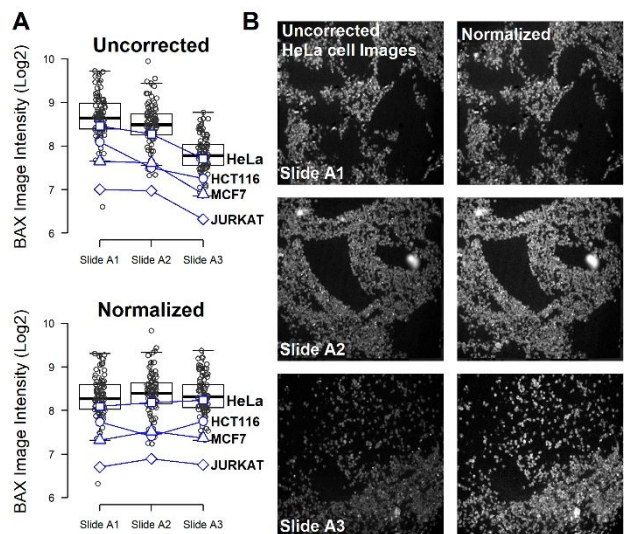 A
Uncorrected
BAX Image Intensity (Log2)
10
9
8
7
6
HeLa
HCT116
MCF7
JURKAT
Slide A1
Slide A2
Slide A3
Normalized
BAX Image Intensity (Log2)
10
9
8
7
6
HeLa
HCT116
MCF7
JURKAT
Slide A1
Slide A2
Slide A3
B
Uncorrected
HeLa cell Images
Normalized
Slide A1
Slide A2
Slide A3